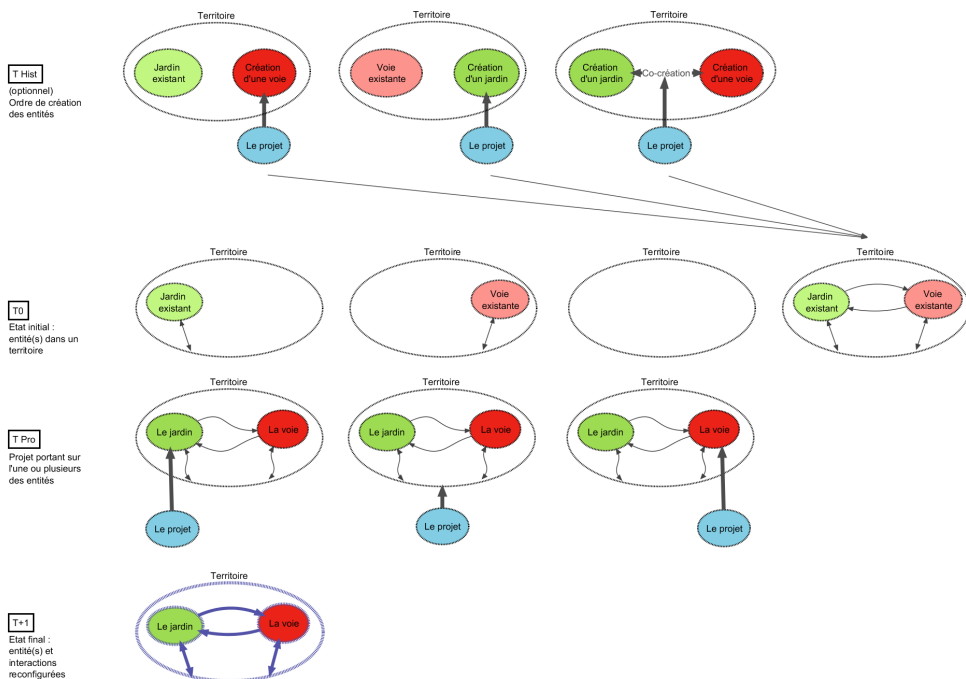 Territoire
Territoire
Territoire
T Hist
(optionnel)
Ordre de création
des entités
Jardin
existant
Création
d'une voie
Voie
existante
Création
d'un jardin
Création
d'un jardin
Co-création
Création
d'une voie
Le projet
Le projet
Le projet
Territoire
Territoire
Territoire
Territoire
T0
Etat initial :
entité(s) dans un
territoire
Jardin
existant
Voie
existante
Jardin
existant
Voie
existante
Territoire
Territoire
Territoire
T Pro
Projet portant sur
l'une ou plusieurs
des entités
Le jardin
La voie
Le jardin
La voie
Le jardin
La voie
Le projet
Le projet
Le projet
Territoire
T+1
Etat final :
entité(s) et
interactions
reconfigurées
Le jardin
La voie